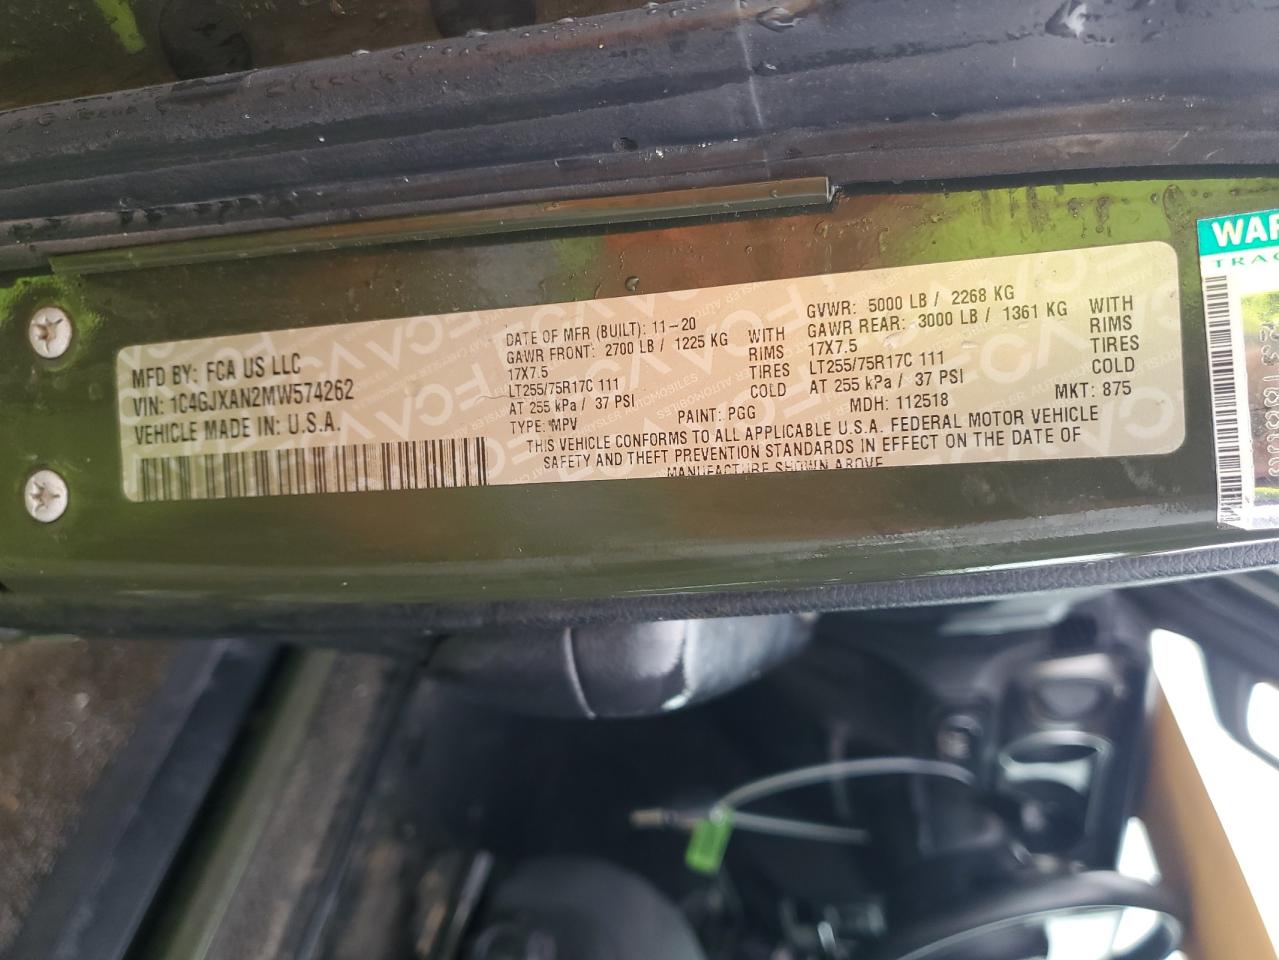 MFD BY: FCA US LLC
VIN: 1C4GJXAN2MW574262
VEHICLE MADE IN: U.S.A.
DATE OF MFR (BUILT): 11-20
GAWR FRONT: 2700 LB / 1225 KG WITH
17X7.5 RIMS
LT255/75R17C 111 TIRES
AT 255 kPa / 37 PSI COLD
TYPE: MPV PAINT: PGG
GVWR: 5000 LB / 2268 KG
GAWR REAR: 3000 LB / 1361 KG WITH
17X7.5 RIMS
LT255/75R17C 111 TIRES
AT 255 kPa / 37 PSI COLD
MDH: 112518 MKT: 875
THIS VEHICLE CONFORMS TO ALL APPLICABLE U.S.A. FEDERAL MOTOR VEHICLE
SAFETY AND THEFT PREVENTION STANDARDS IN EFFECT ON THE DATE OF
MANUFACTURE SHOWN ABOVE
WAR
TRAC